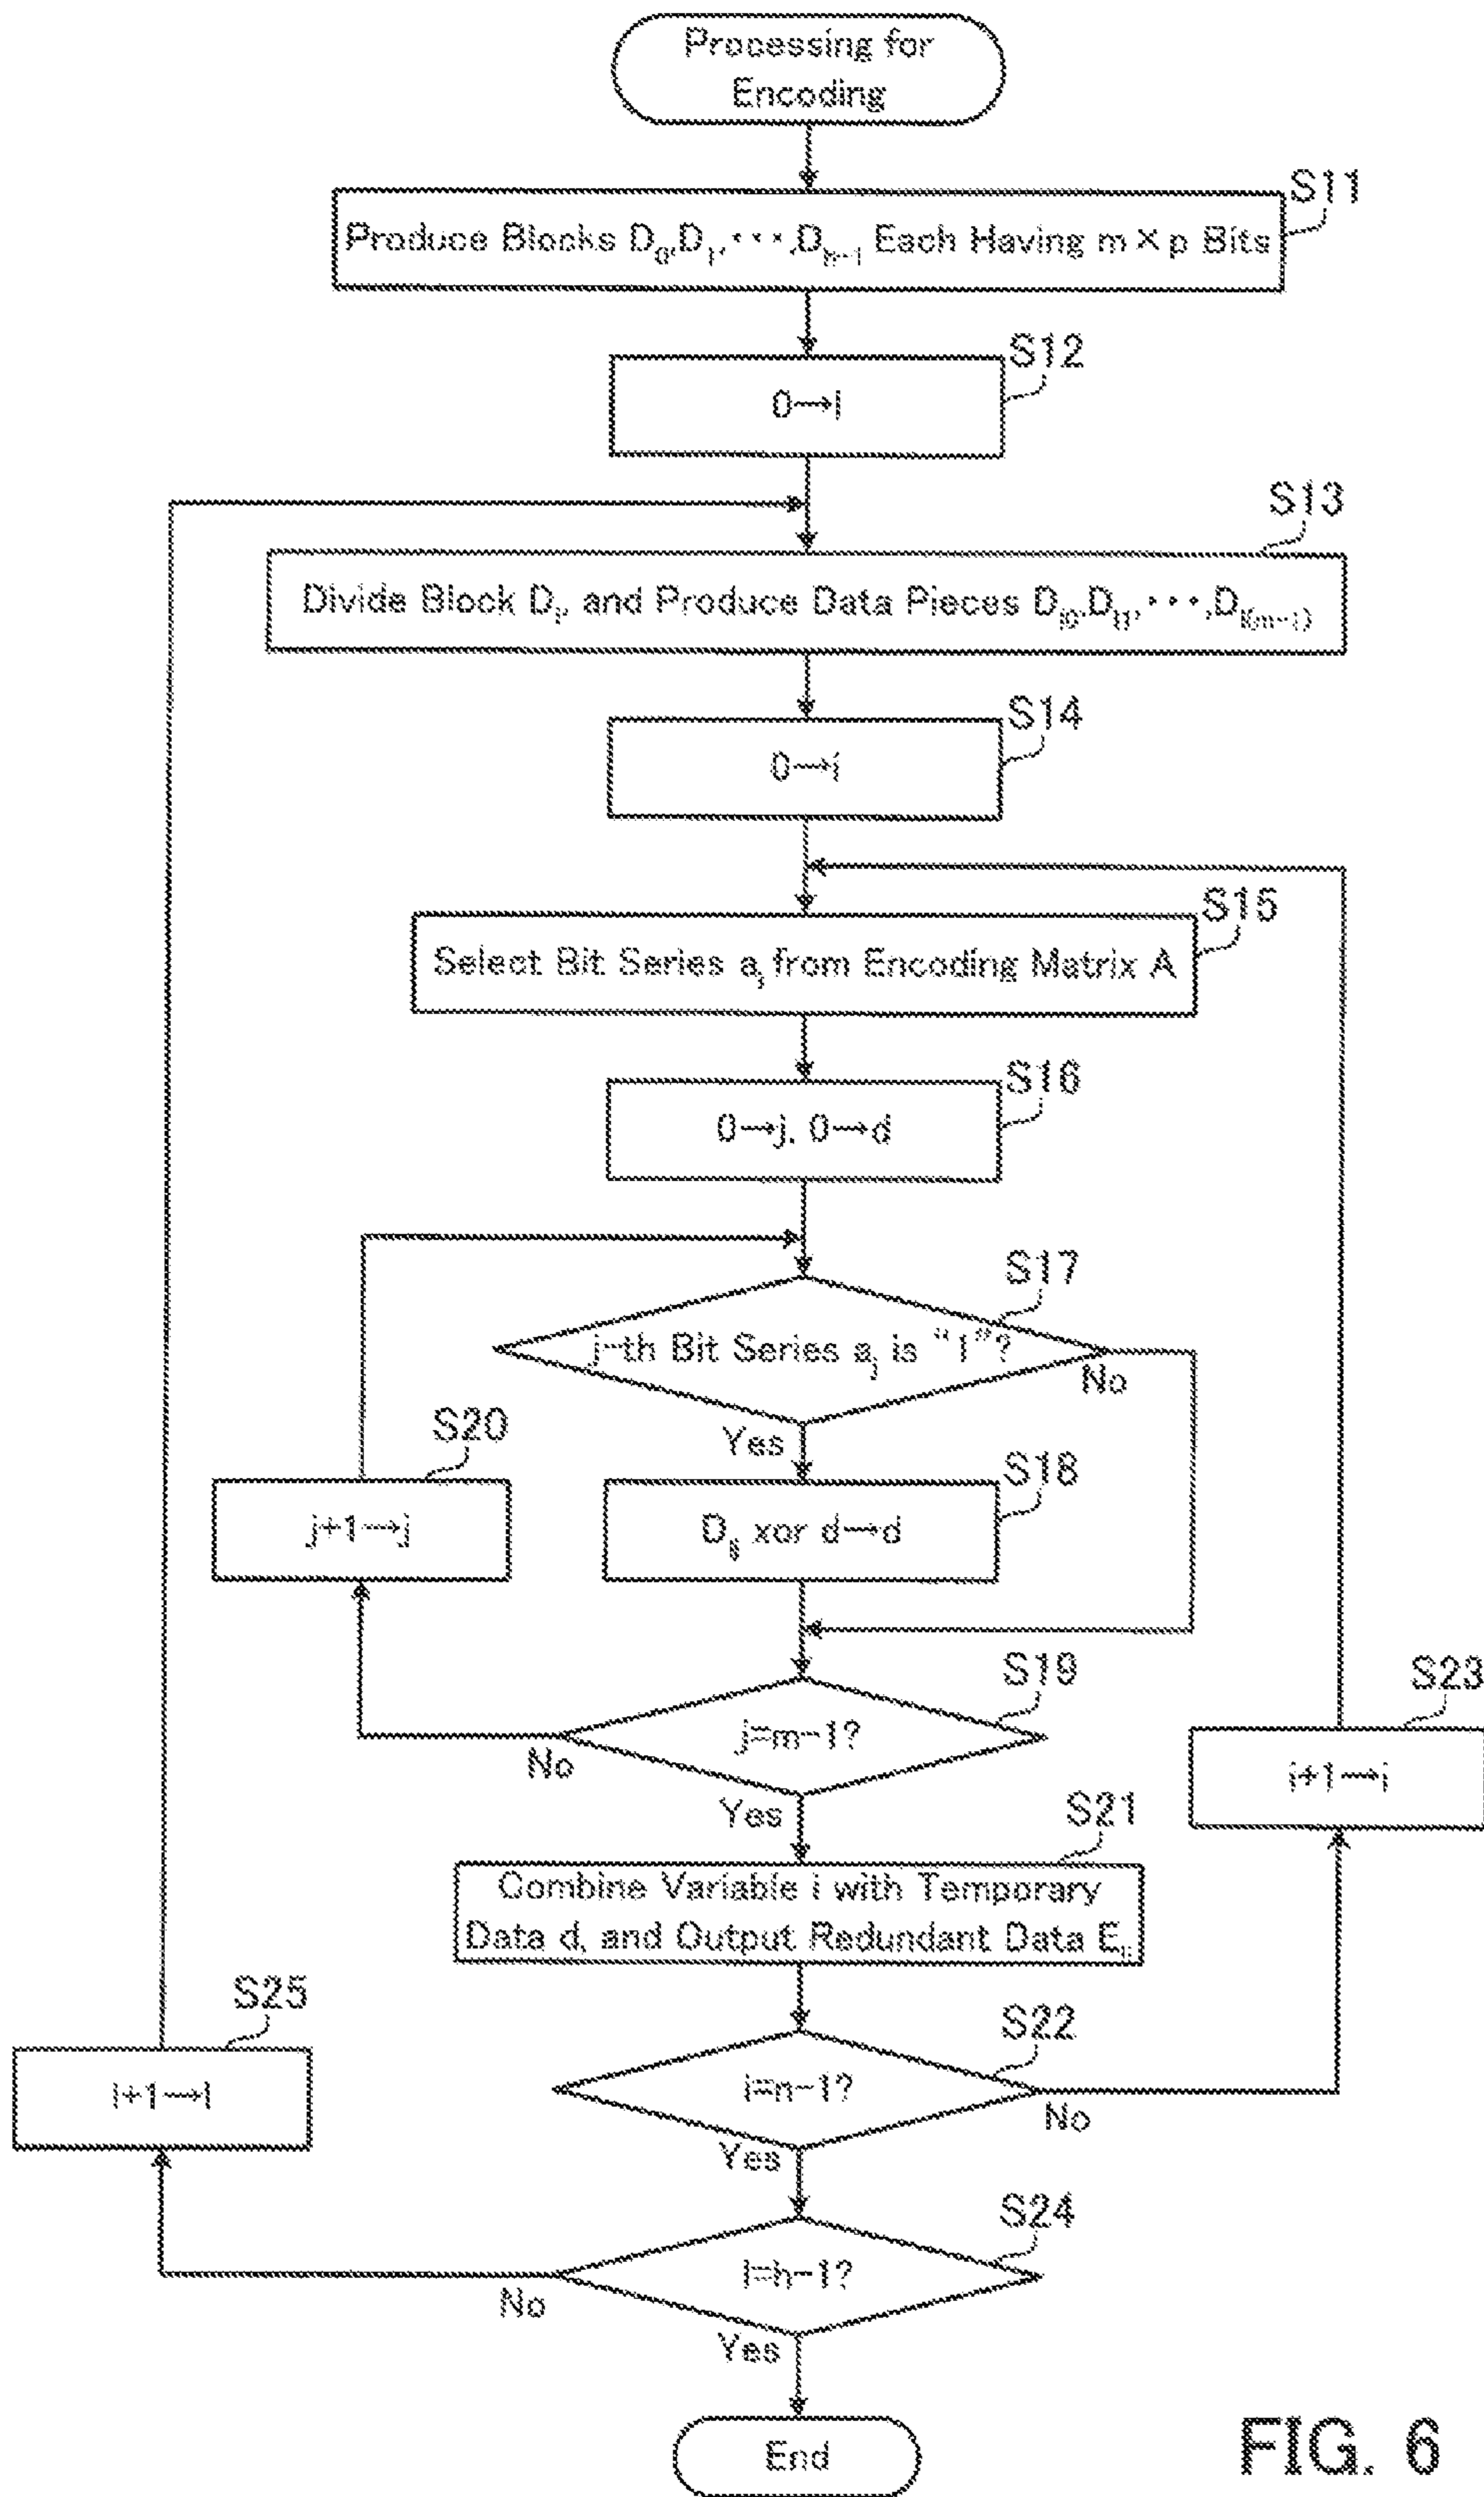 Processing for
Encoding
S11
Produce Blocks D₀,D₁,⋯,Dₕ₋₁ Each Having m×p Bits
S12
0→l
S13
Divide Block Dₗ, and Produce Data Pieces Dₗ₀,Dₗ₁,⋯,Dₗ₍ₘ₋₁₎
S14
0→i
S15
Select Bit Series aᵢ from Encoding Matrix A
S16
0→j, 0→d
S17
j-th Bit Series aᵢ is "1"?
No
Yes
S20
j+1→j
S18
Dₗⱼ xor d→d
S19
j=m-1?
No
Yes
S23
i+1→i
S21
Combine Variable i with Temporary
Data d, and Output Redundant Data Eₗᵢ
S25
l+1→l
S22
i=n-1?
No
Yes
S24
l=h-1?
No
Yes
End
FIG. 6